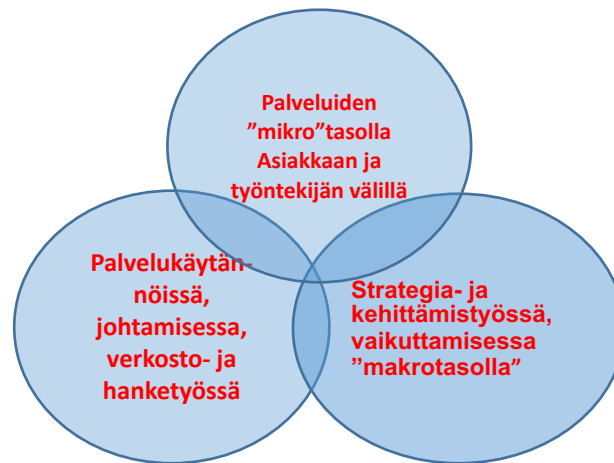 Palveluiden
”mikro”tasolla
Asiakkaan ja
työntekijän välillä
Palvelukäytän-
nöissä,
johtamisessa,
verkosto- ja
hanketyössä
Strategia- ja
kehittämistyössä,
vaikuttamisessa
”makrotasolla”